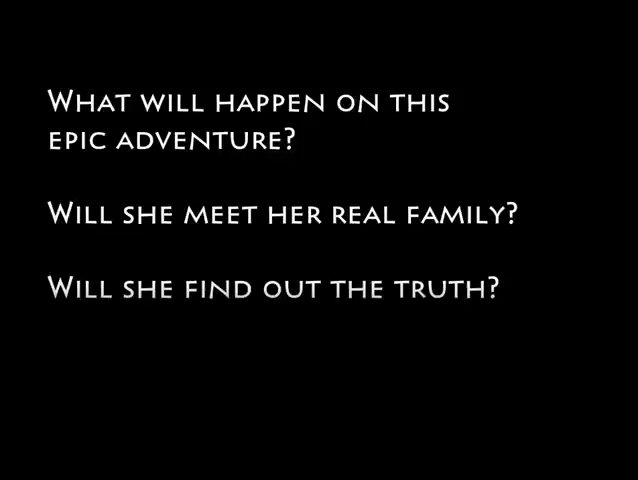 What will happen on this
epic adventure?
Will she meet her real family?
Will she find out the truth?